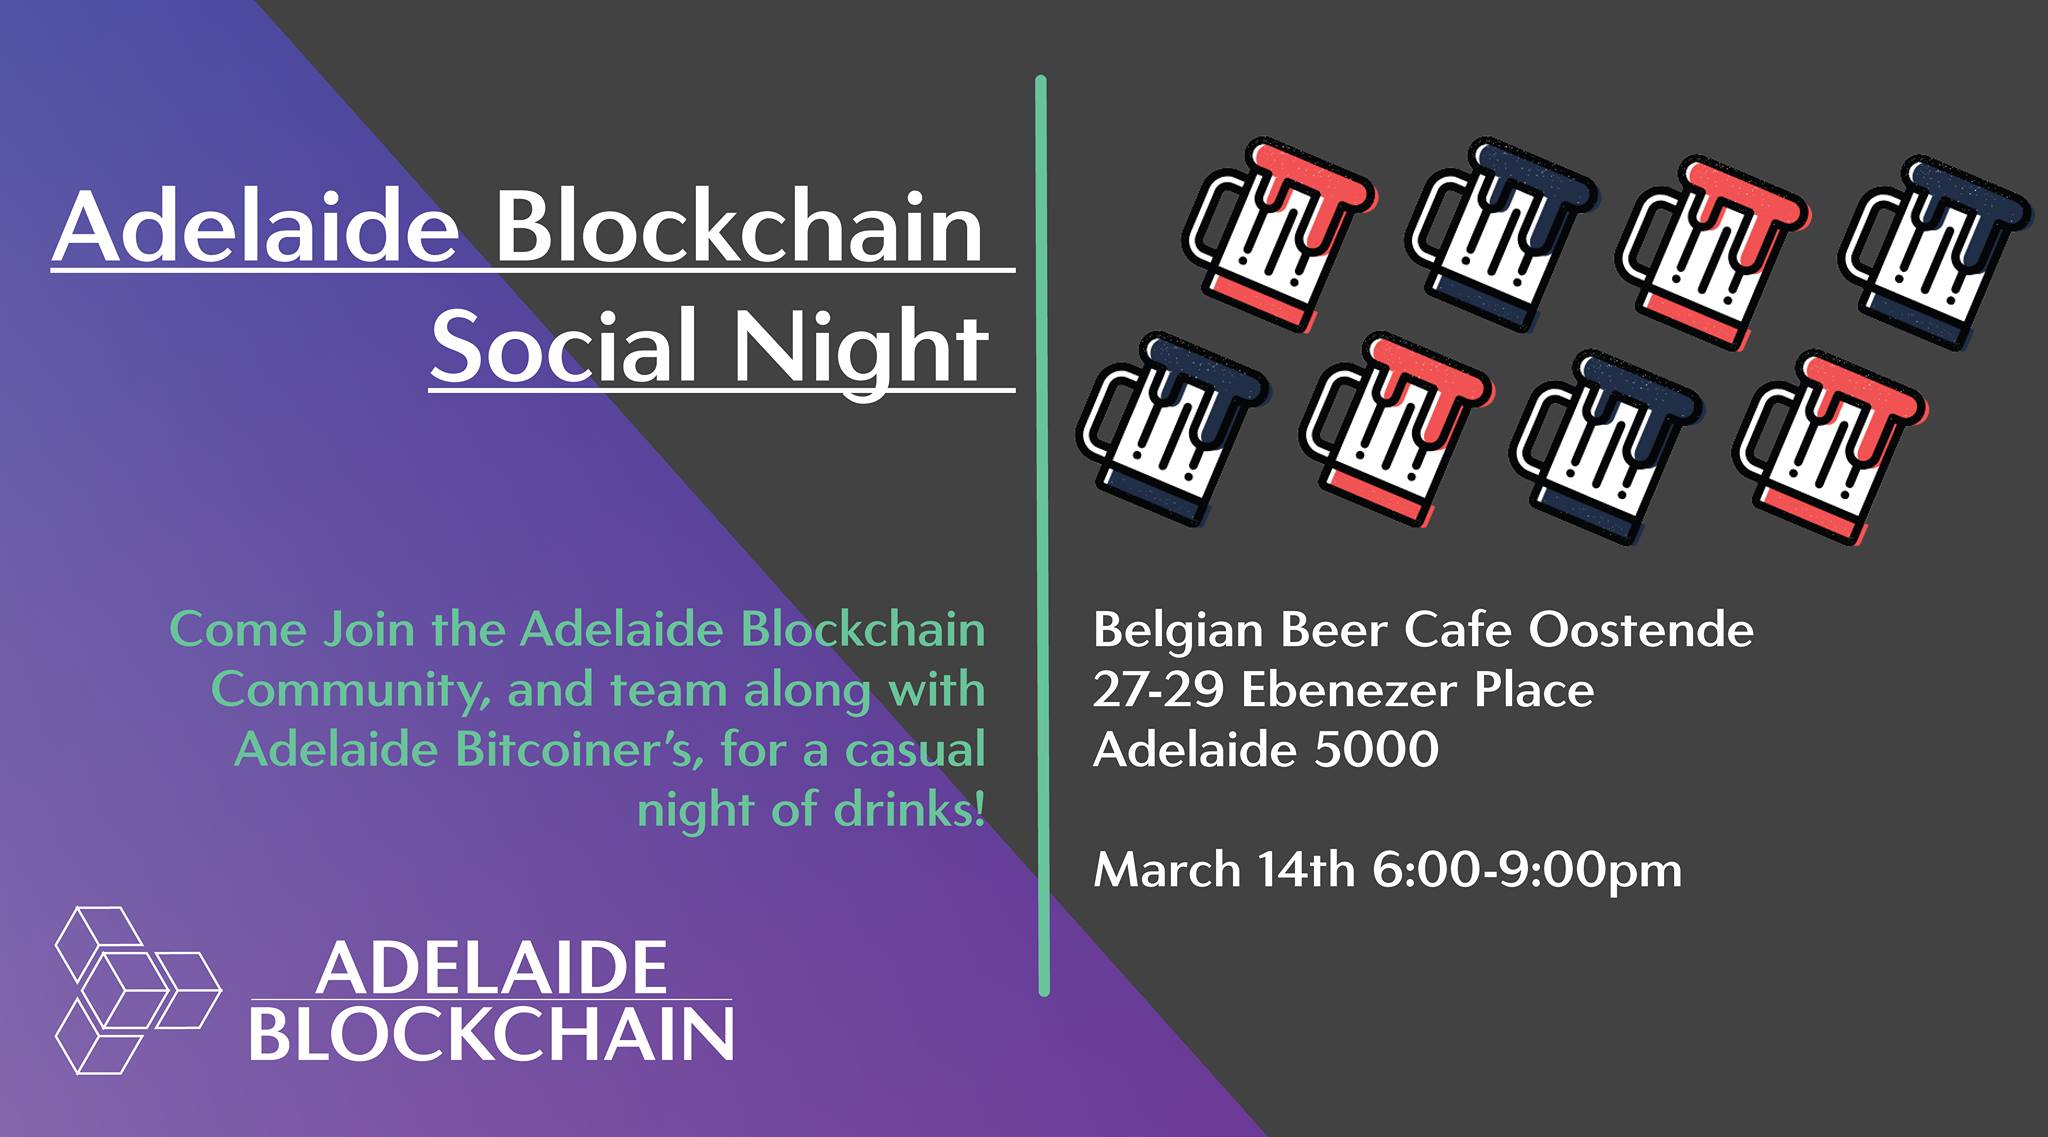 Adelaide Blockchain
Social Night
Come Join the Adelaide Blockchain
Community, and team along with
Adelaide Bitcoiner’s, for a casual
night of drinks!
ADELAIDE
BLOCKCHAIN
Belgian Beer Cafe Oostende
27-29 Ebenezer Place
Adelaide 5000
March 14th 6:00-9:00pm